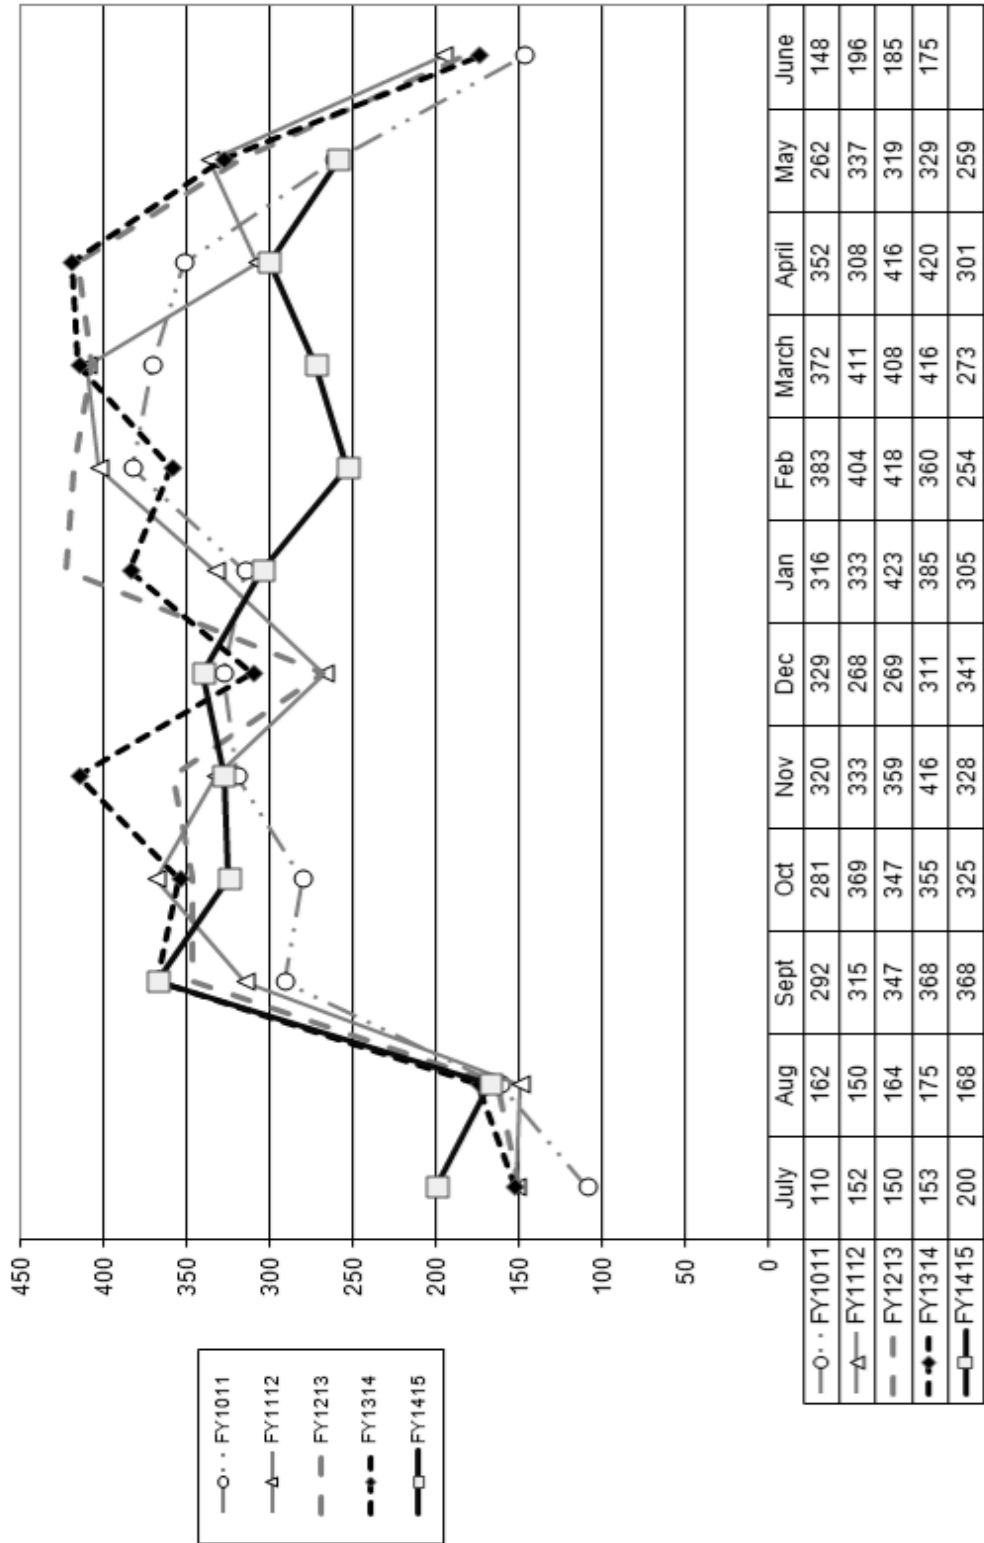 450
400
350
300
250
200
150
100
50
0
FY1011
FY1112
FY1213
FY1314
FY1415
July Aug Sept Oct Nov Dec Jan Feb March April May June
FY1011 110 162 292 281 320 329 316 383 372 352 262 148
FY1112 152 150 315 369 333 268 333 404 411 308 337 196
FY1213 150 164 347 347 359 269 423 418 408 416 319 185
FY1314 153 175 368 355 416 311 385 360 416 420 329 175
FY1415 200 168 368 325 328 341 305 254 273 301 259